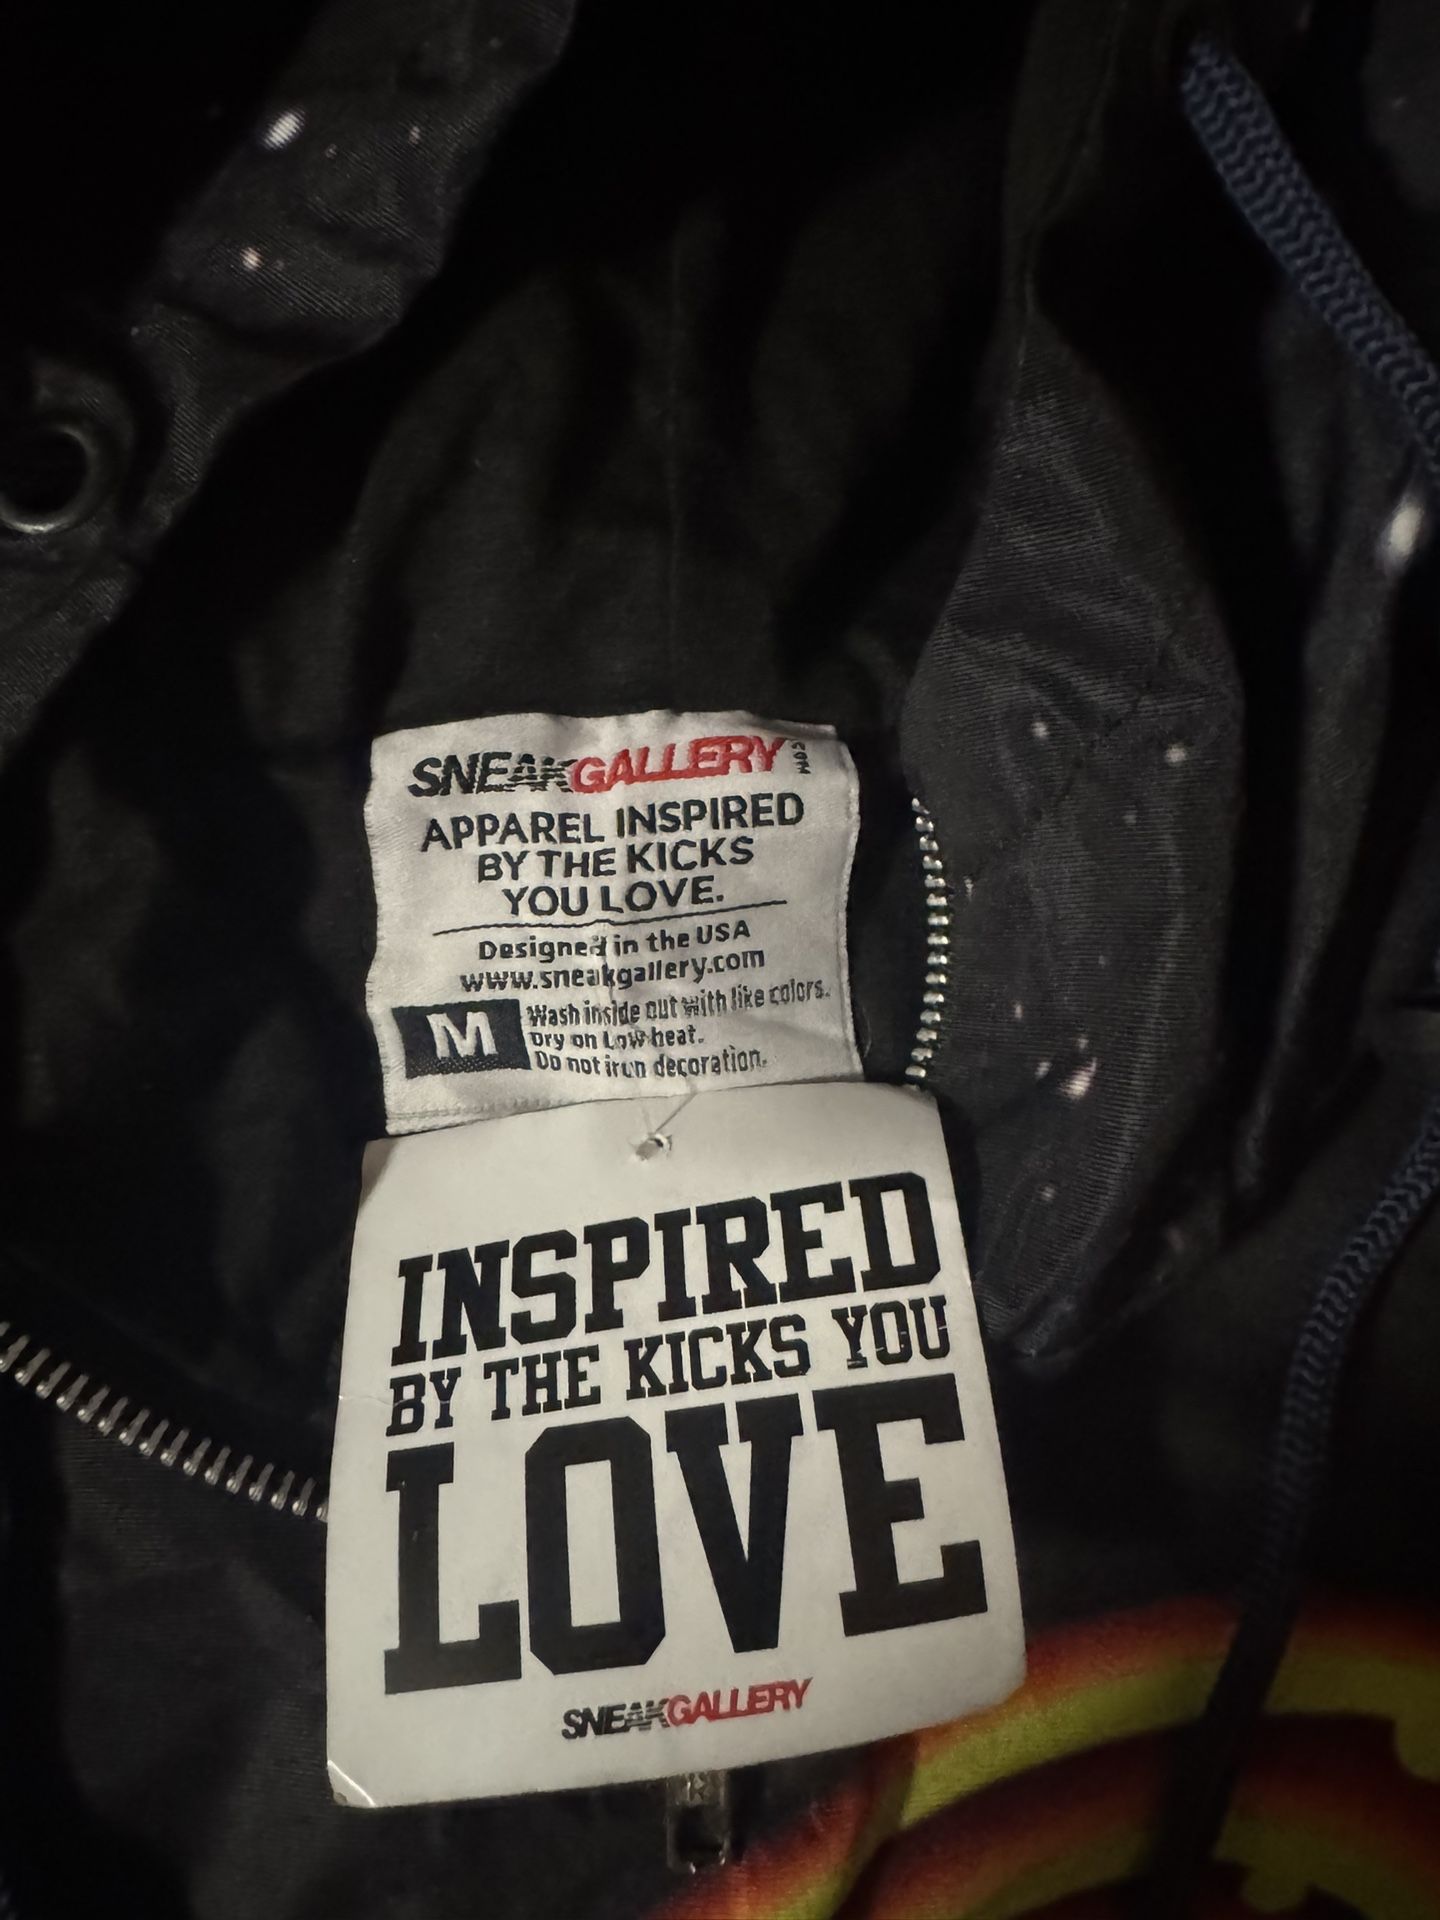 SNEAKGALLERY
APPAREL INSPIRED
BY THE KICKS
YOU LOVE.
Designed in the USA
www.sneakgallery.com
M
Wash inside out with like colors.
Dry on Low heat.
Do not iron decoration.
INSPIRED
BY THE KICKS YOU
LOVE
SNEAKGALLERY